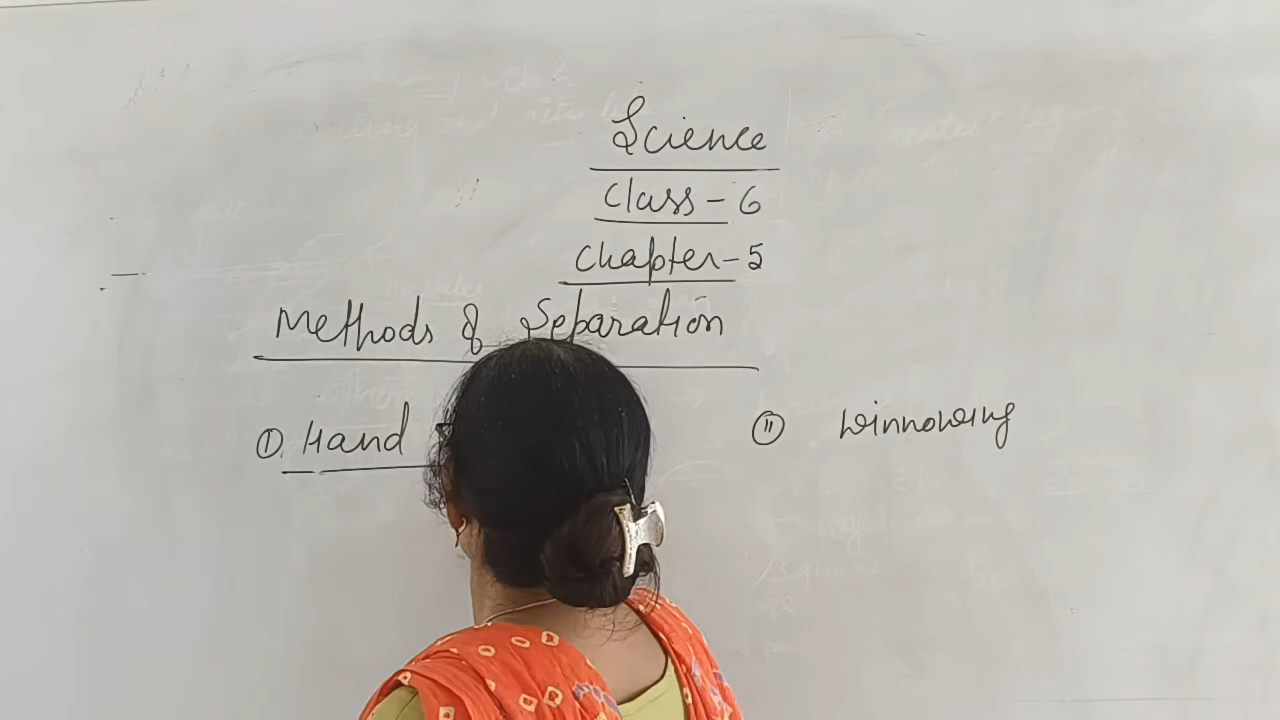 Science
Class - 6
Chapter - 5
Methods of Separation
① Hand
⑪ Winnowing